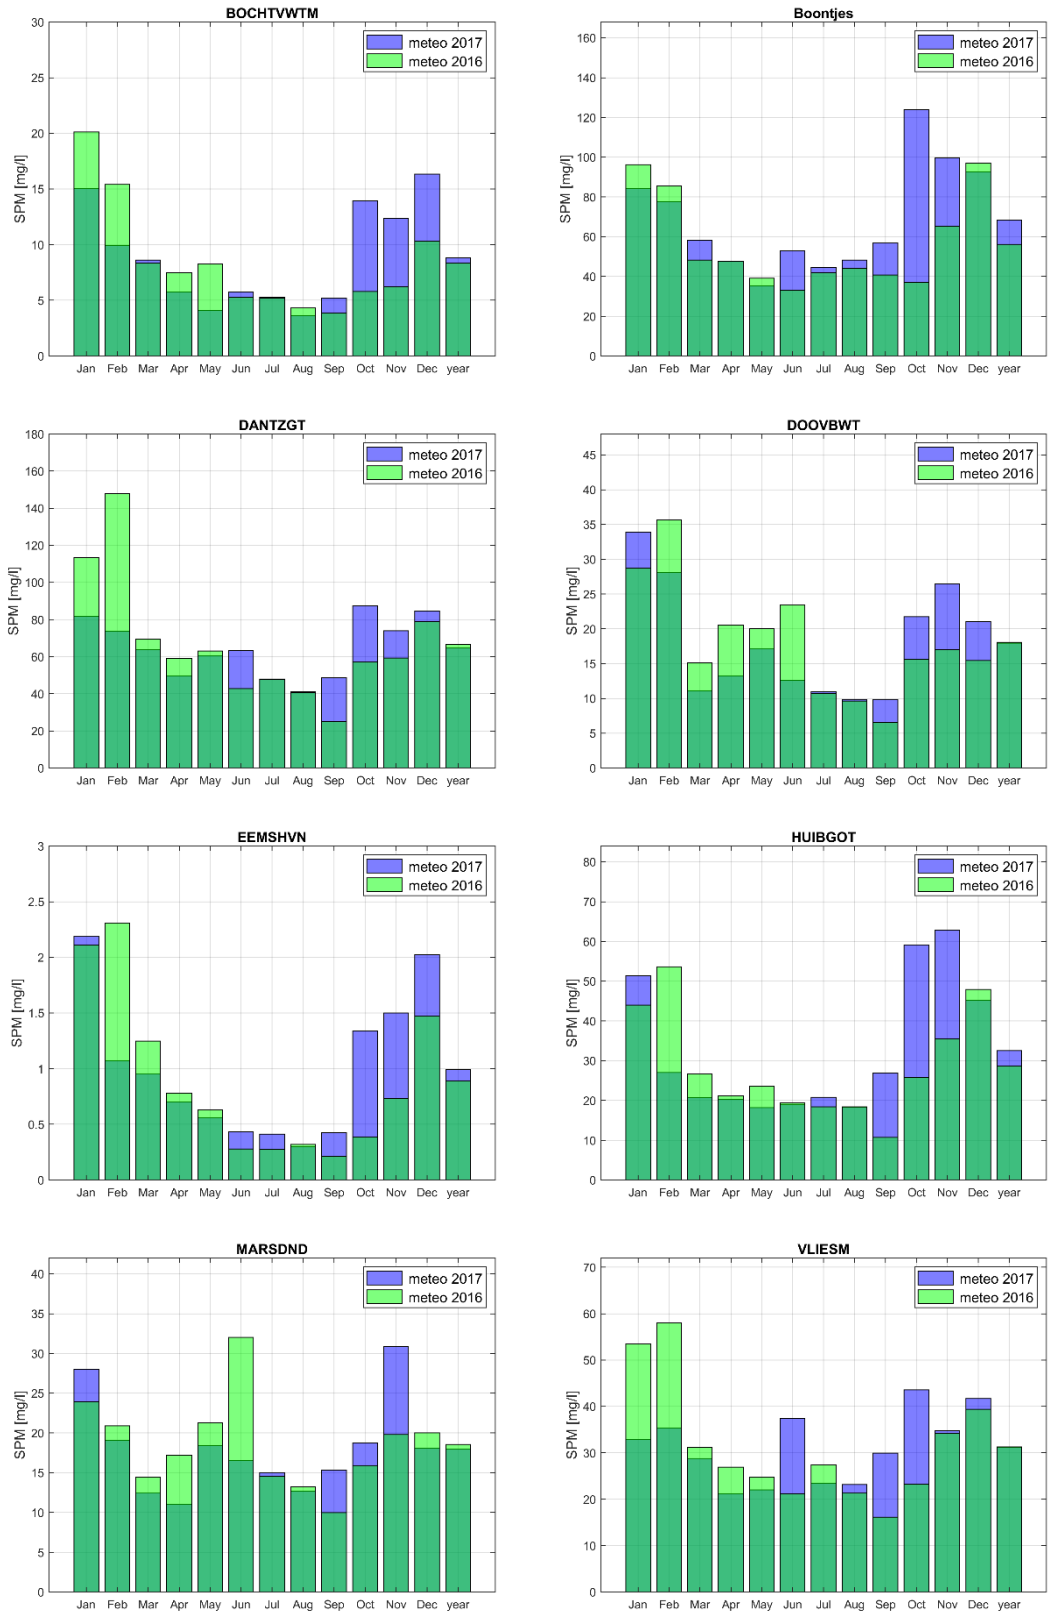 BOCHTVWTM
30
25
20
15
10
5
0
SPM [mg/l]
meteo 2017
meteo 2016
Jan Feb Mar Apr May Jun Jul Aug Sep Oct Nov Dec year
Boontjes
160
140
120
100
80
60
40
20
0
SPM [mg/l]
meteo 2017
meteo 2016
Jan Feb Mar Apr May Jun Jul Aug Sep Oct Nov Dec year
DANTZGT
180
160
140
120
100
80
60
40
20
0
SPM [mg/l]
meteo 2017
meteo 2016
Jan Feb Mar Apr May Jun Jul Aug Sep Oct Nov Dec year
DOOVBWT
45
40
35
30
25
20
15
10
5
0
SPM [mg/l]
meteo 2017
meteo 2016
Jan Feb Mar Apr May Jun Jul Aug Sep Oct Nov Dec year
EEMSHVN
3
2.5
2
1.5
1
0.5
0
SPM [mg/l]
meteo 2017
meteo 2016
Jan Feb Mar Apr May Jun Jul Aug Sep Oct Nov Dec year
HUIBGOT
80
70
60
50
40
30
20
10
0
SPM [mg/l]
meteo 2017
meteo 2016
Jan Feb Mar Apr May Jun Jul Aug Sep Oct Nov Dec year
MARSDND
40
35
30
25
20
15
10
5
0
SPM [mg/l]
meteo 2017
meteo 2016
Jan Feb Mar Apr May Jun Jul Aug Sep Oct Nov Dec year
VLIESM
70
60
50
40
30
20
10
0
SPM [mg/l]
meteo 2017
meteo 2016
Jan Feb Mar Apr May Jun Jul Aug Sep Oct Nov Dec year